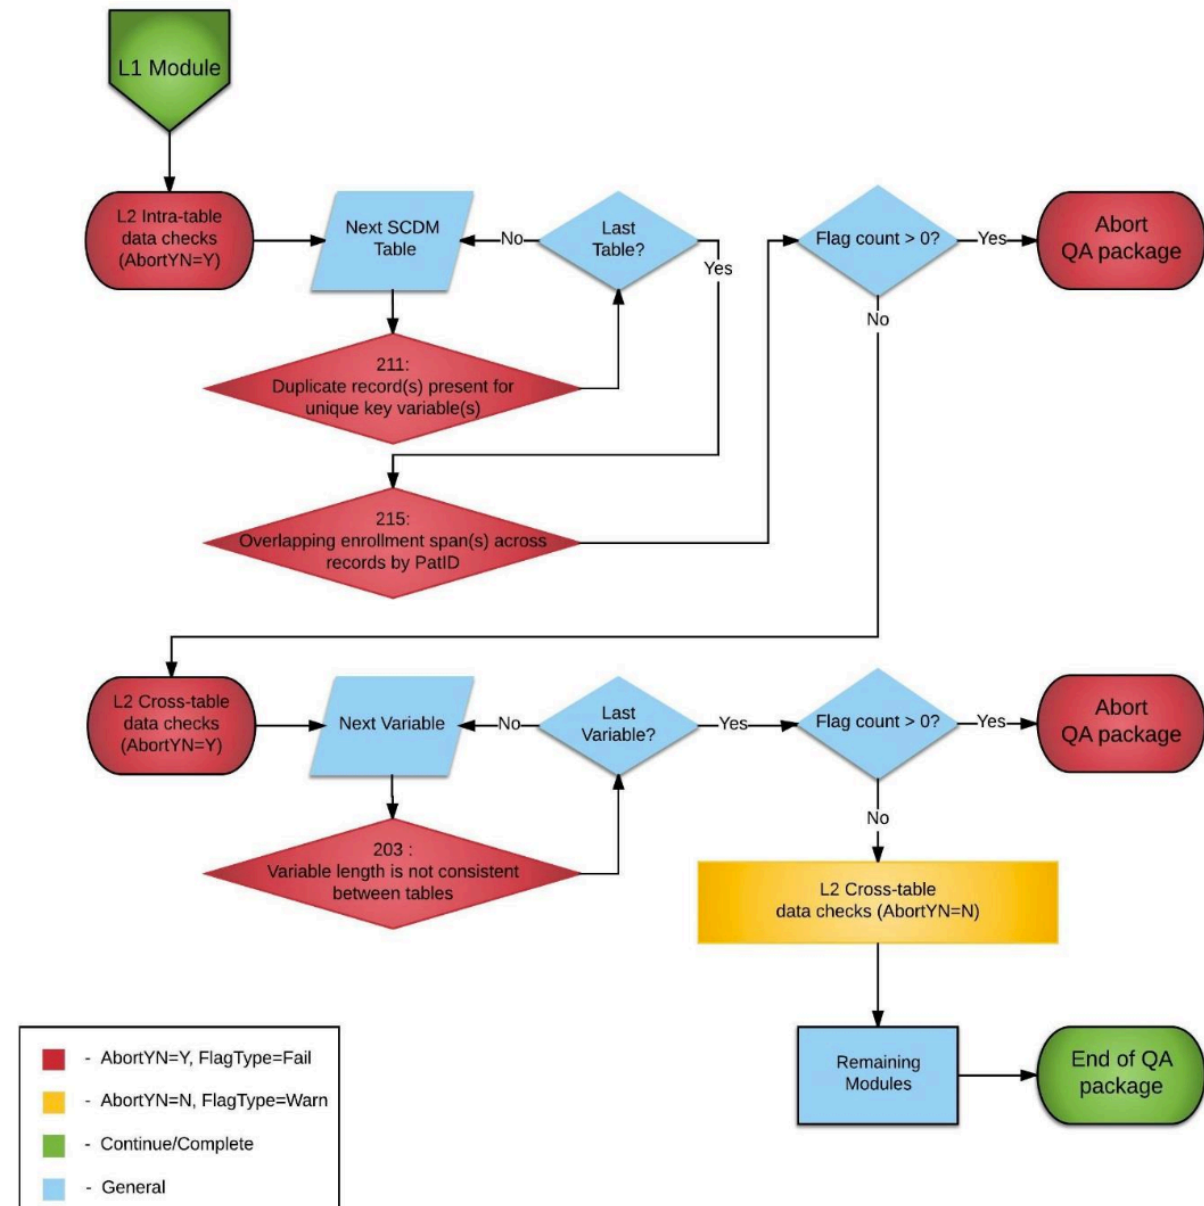 L1 Module
L2 Intra-table
data checks
(AbortYN=Y)
Next SCDM
Table
No
Last
Table?
Yes
Flag count > 0?
Yes
Abort
QA package
No
211:
Duplicate record(s) present for
unique key variable(s)
215:
Overlapping enrollment span(s) across
records by PatID
L2 Cross-table
data checks
(AbortYN=Y)
Next Variable
No
Last
Variable?
Yes
Flag count > 0?
Yes
Abort
QA package
No
203 :
Variable length is not consistent
between tables
L2 Cross-table
data checks (AbortYN=N)
Remaining
Modules
End of QA
package
- AbortYN=Y, FlagType=Fail
- AbortYN=N, FlagType=Warn
- Continue/Complete
- General